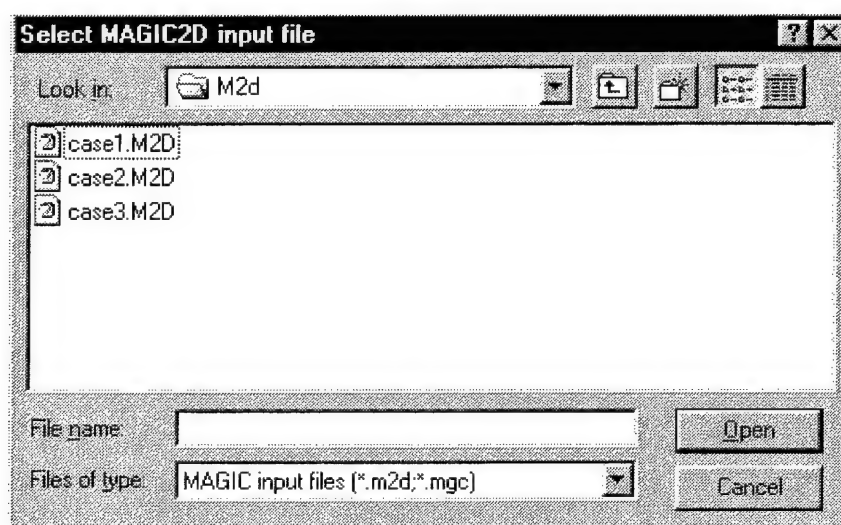 Select MAGIC2D input file
Look in: M2d
case1.M2D
case2.M2D
case3.M2D
File name: Open
Files of type: MAGIC input files (*.m2d;*.mgc) Cancel